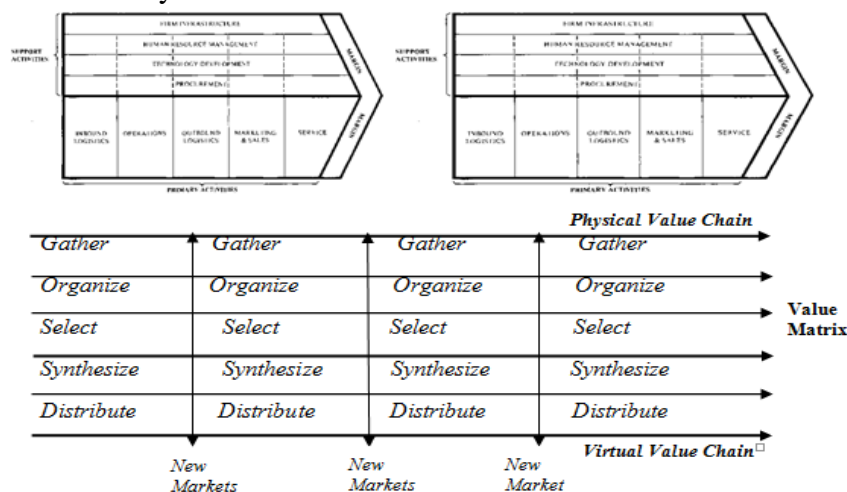 FIRM INFRASTRUCTURE
HUMAN RESOURCE MANAGEMENT
TECHNOLOGY DEVELOPMENT
PROCUREMENT
SUPPORT
ACTIVITIES
MARGIN
INBOUND
LOGISTICS
OPERATIONS
OUTBOUND
LOGISTICS
MARKETING
& SALES
SERVICE
MARGIN
PRIMARY ACTIVITIES
FIRM INFRASTRUCTURE
HUMAN RESOURCE MANAGEMENT
TECHNOLOGY DEVELOPMENT
PROCUREMENT
SUPPORT
ACTIVITIES
MARGIN
INBOUND
LOGISTICS
OPERATIONS
OUTBOUND
LOGISTICS
MARKETING
& SALES
SERVICE
MARGIN
PRIMARY ACTIVITIES
Physical Value Chain
Gather Gather Gather Gather
Organize Organize Organize Organize
Select Select Select Select
Value
Matrix
Synthesize Synthesize Synthesize Synthesize
Distribute Distribute Distribute Distribute
Virtual Value Chain
New
Markets
New
Markets
New
Market